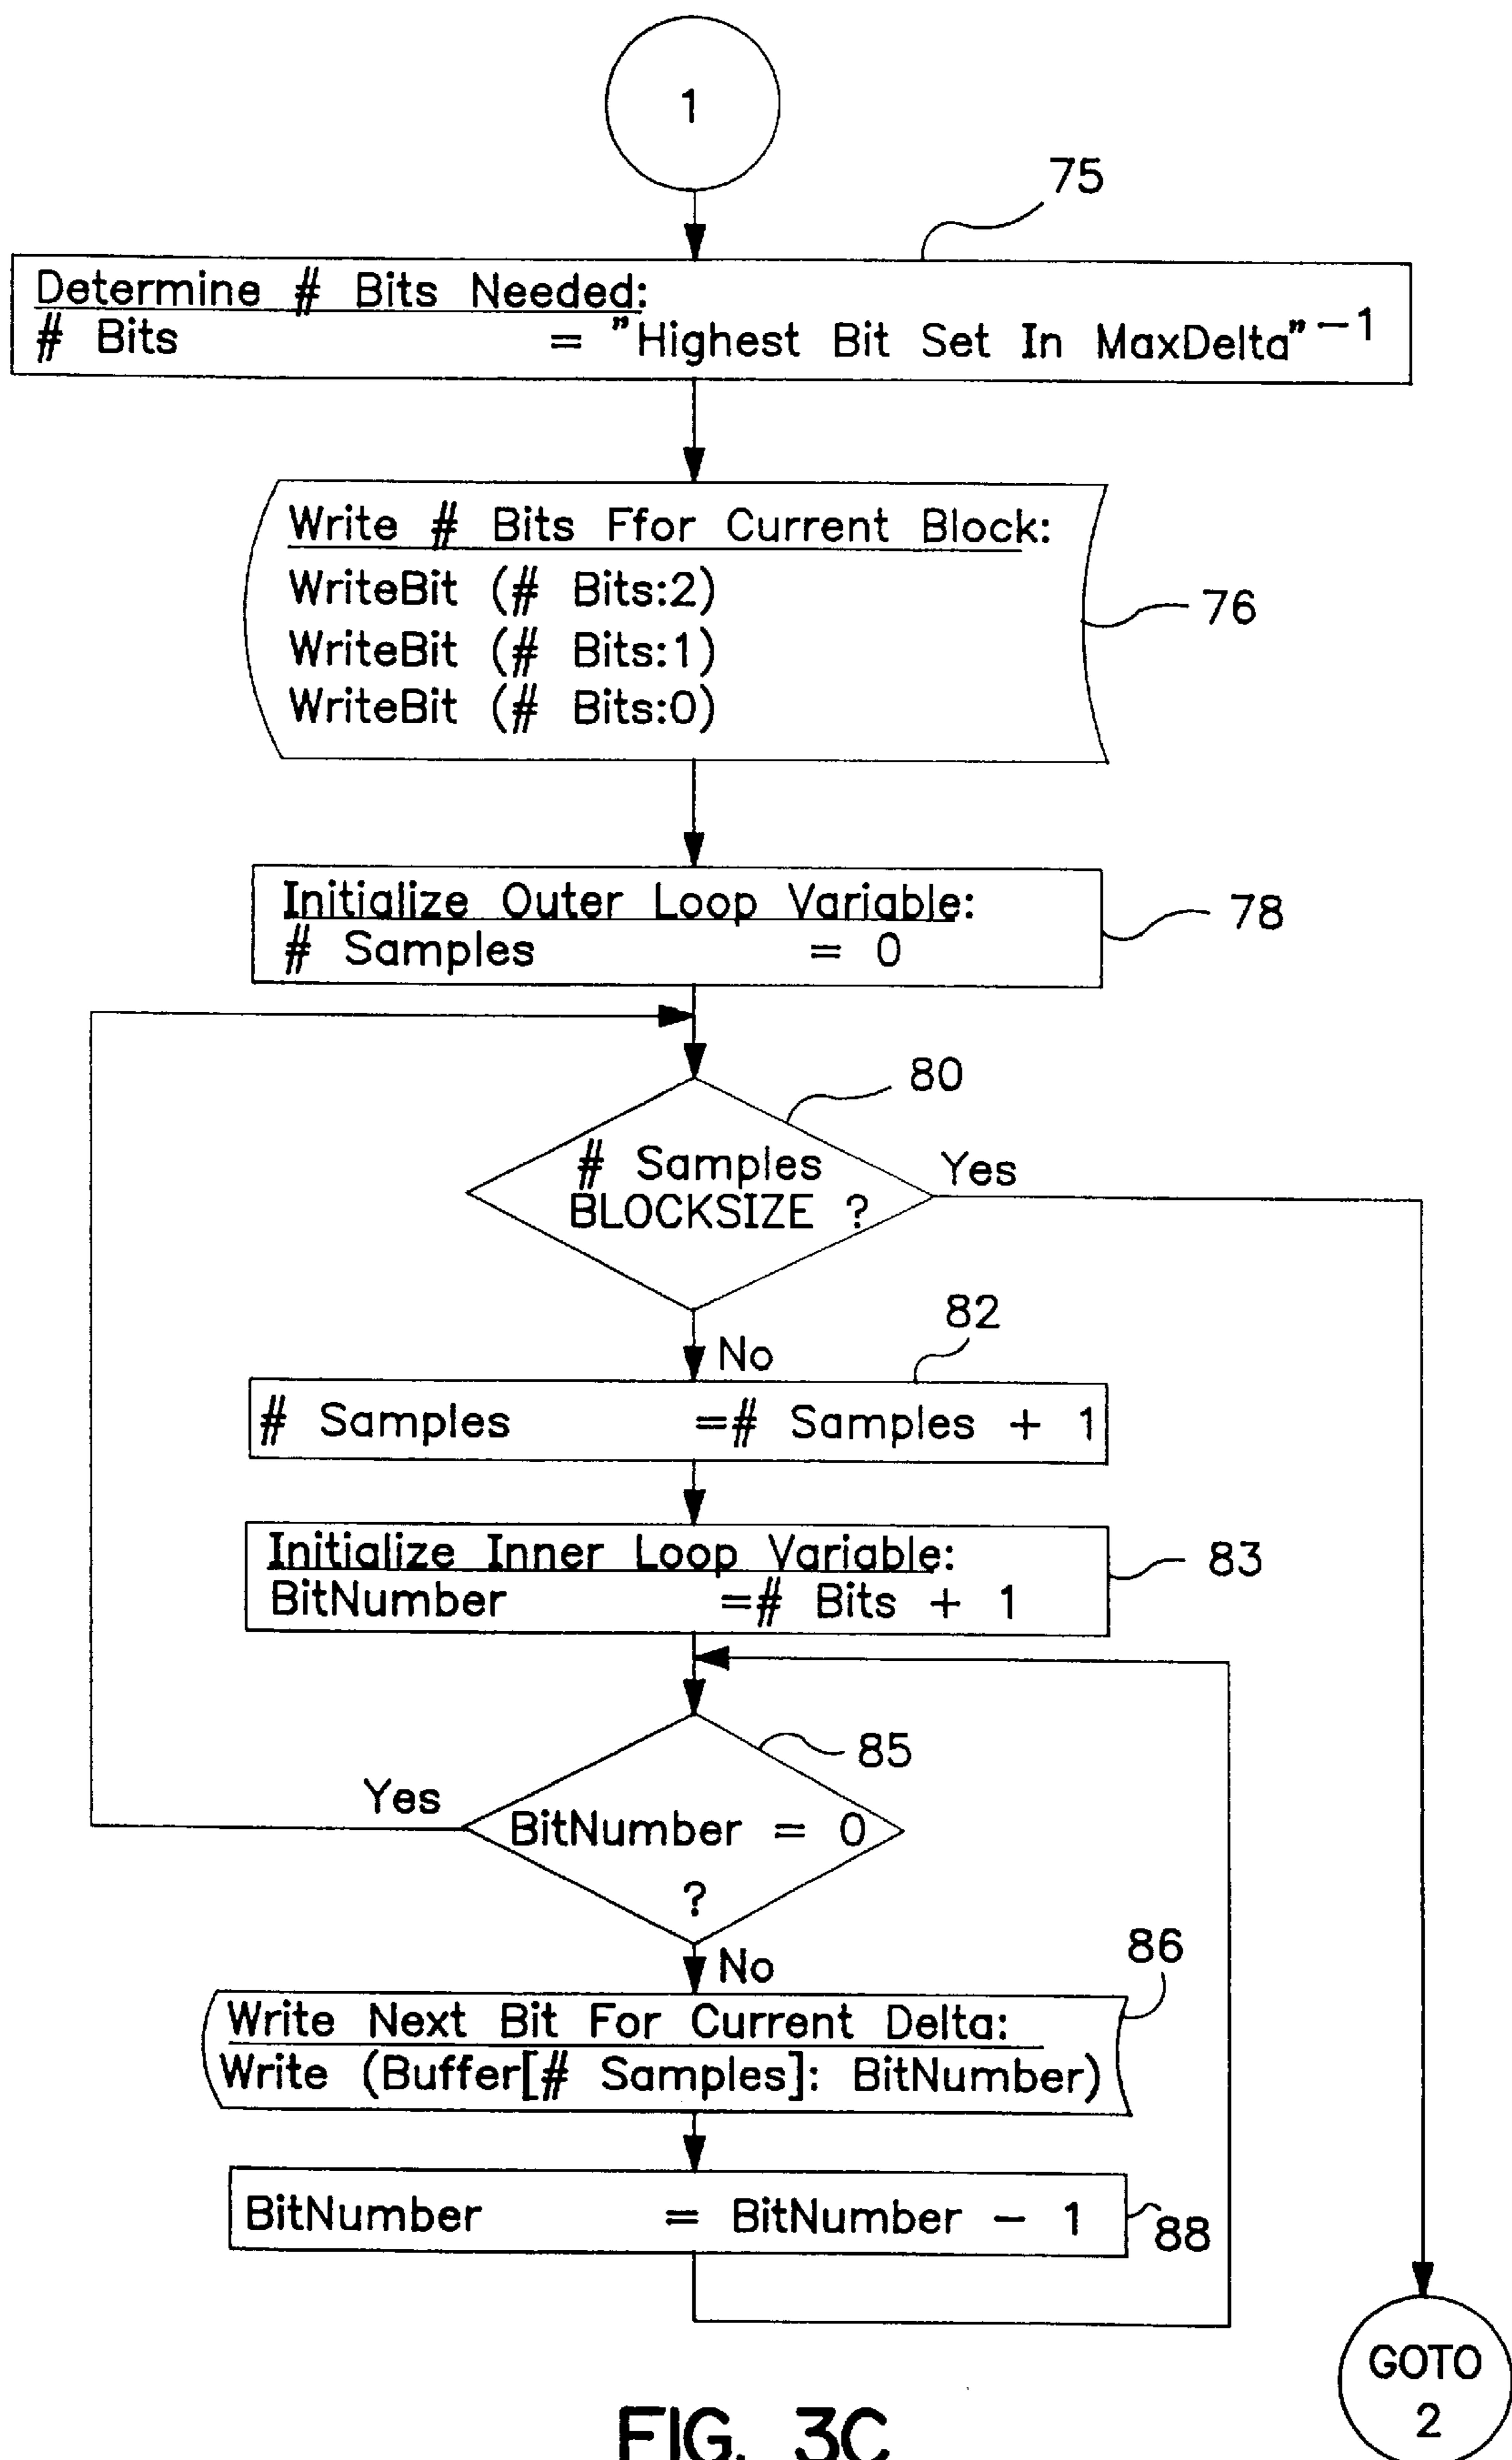 1
75
Determine # Bits Needed:
# Bits = "Highest Bit Set In MaxDelta" -1
Write # Bits Ffor Current Block:
WriteBit (# Bits:2)
76
WriteBit (# Bits:1)
WriteBit (# Bits:0)
Initialize Outer Loop Variable:
78
# Samples = 0
80
# Samples
Yes
BLOCKSIZE ?
82
No
# Samples =# Samples + 1
Initialize Inner Loop Variable:
83
BitNumber =# Bits + 1
85
Yes
BitNumber = 0
?
86
No
Write Next Bit For Current Delta:
Write (Buffer[# Samples]: BitNumber)
BitNumber = BitNumber - 1
88
GOTO
2
FIG. 3C